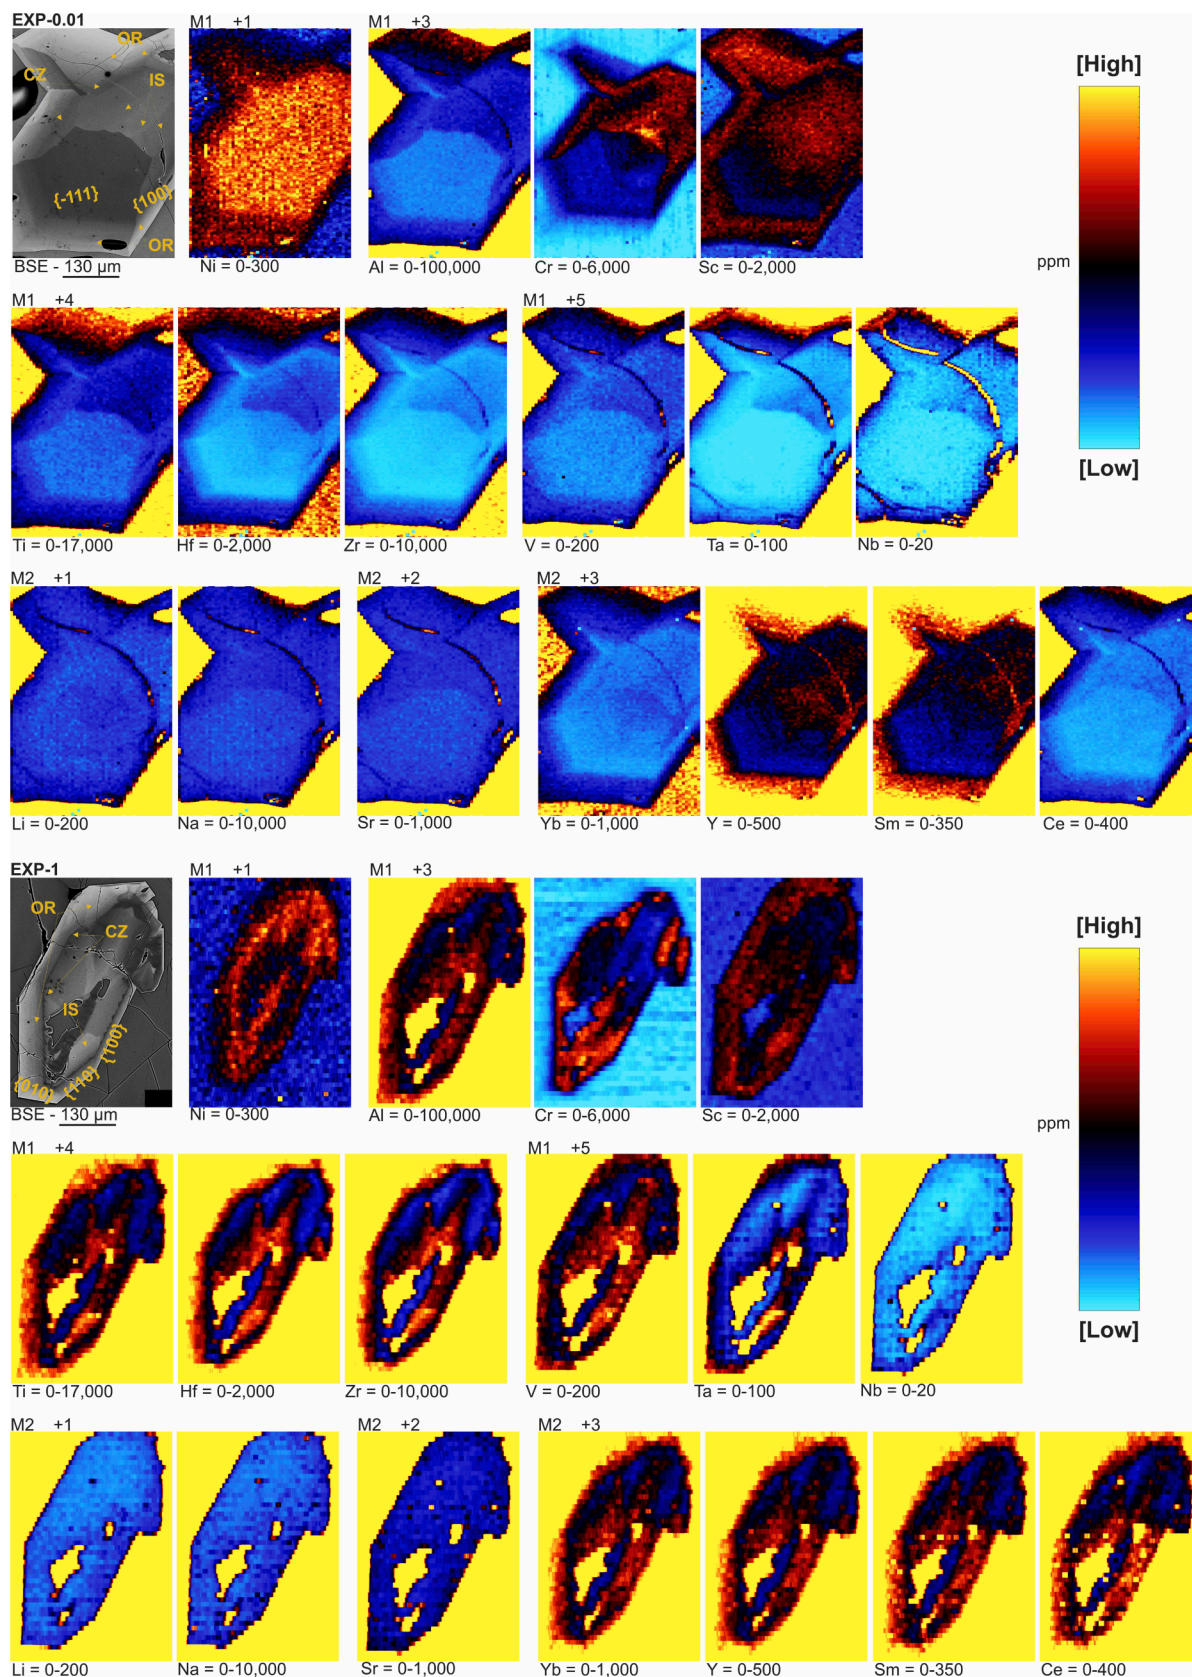 EXP-0.01
M1 +1
M1 +3
OR
CZ
IS
{-111}
{100}
OR
BSE - 130 µm
Ni = 0-300
Al = 0-100,000
Cr = 0-6,000
Sc = 0-2,000
[High]
ppm
[Low]
M1 +4
M1 +5
Ti = 0-17,000
Hf = 0-2,000
Zr = 0-10,000
V = 0-200
Ta = 0-100
Nb = 0-20
M2 +1
M2 +2
M2 +3
Li = 0-200
Na = 0-10,000
Sr = 0-1,000
Yb = 0-1,000
Y = 0-500
Sm = 0-350
Ce = 0-400
EXP-1
M1 +1
M1 +3
OR
CZ
IS
{100}
{110}
{010}
BSE - 130 µm
Ni = 0-300
Al = 0-100,000
Cr = 0-6,000
Sc = 0-2,000
[High]
ppm
[Low]
M1 +4
M1 +5
Ti = 0-17,000
Hf = 0-2,000
Zr = 0-10,000
V = 0-200
Ta = 0-100
Nb = 0-20
M2 +1
M2 +2
M2 +3
Li = 0-200
Na = 0-10,000
Sr = 0-1,000
Yb = 0-1,000
Y = 0-500
Sm = 0-350
Ce = 0-400